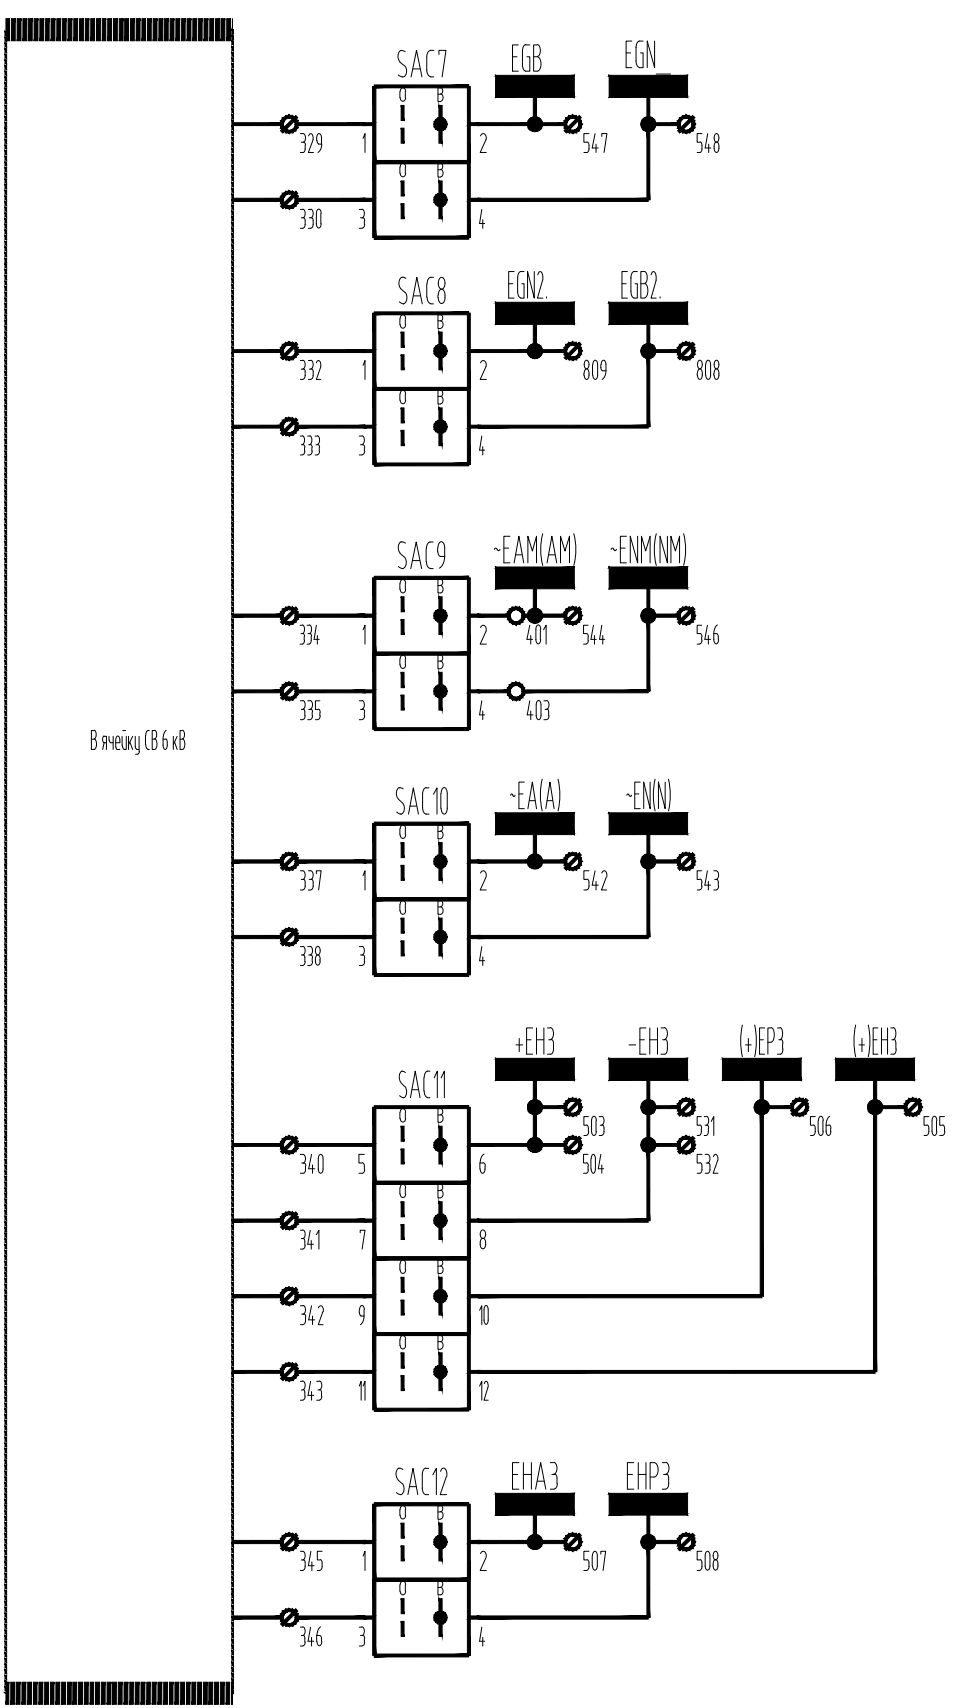 SAC7 EGB EGN_
О В
329 1 2 547 548
О В
330 3 4
SAC8 EGN2. EGB2.
О В
332 1 2 809 808
О В
333 3 4
SAC9 ~EAM(AM) ~ENM(NM)
О В
334 1 2 401 544 546
О В
335 3 4 403
В ячейку СВ 6 кВ
SAC10 ~EA(A) ~EN(N)
О В
337 1 2 542 543
О В
338 3 4
+EH3 -EH3 (+)EP3 (+)EH3
SAC11
О В
503 531 506 505
340 5 6 504 532
О В
341 7 8
О В
342 9 10
О В
343 11 12
SAC12 EHA3 EHP3
О В
345 1 2 507 508
О В
346 3 4